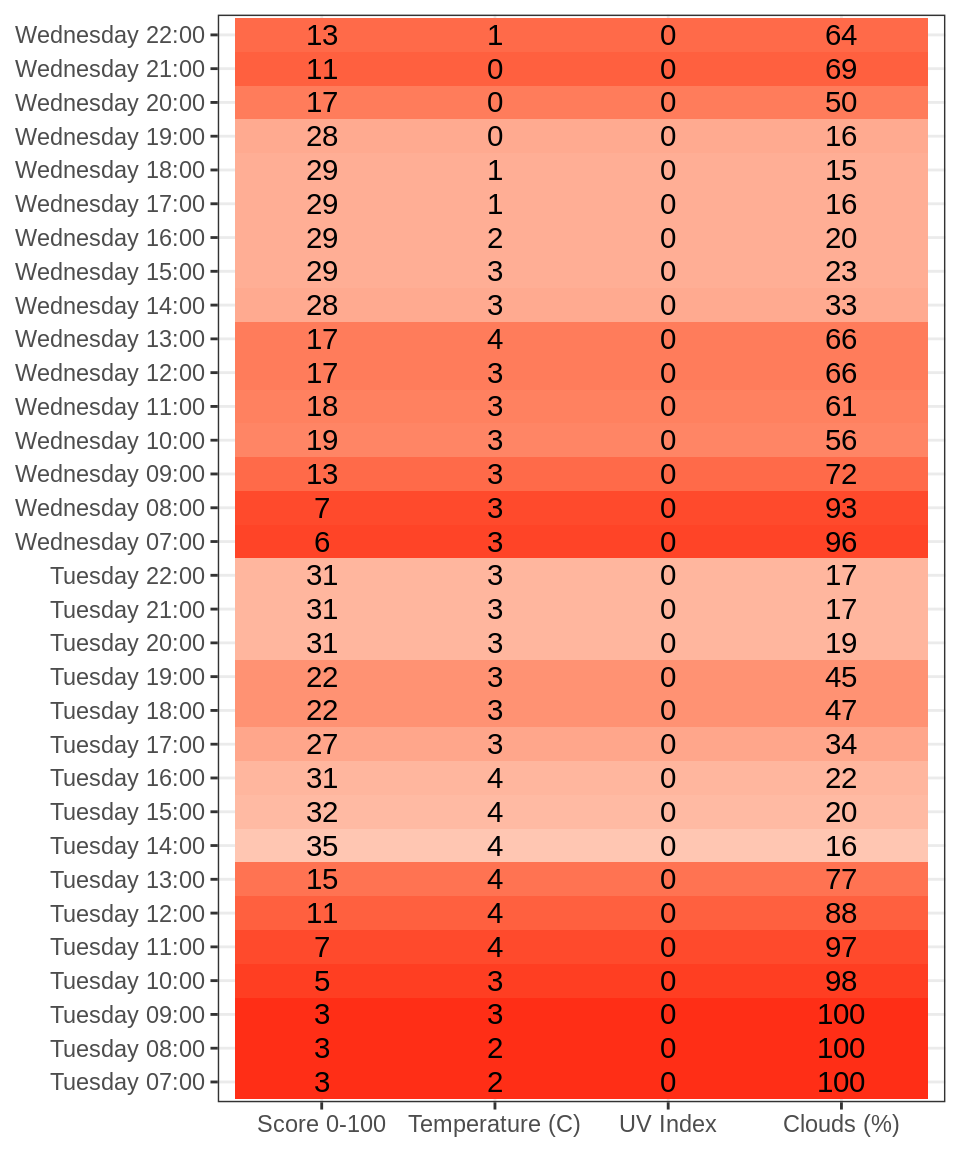 Wednesday 22:00 13 1 0 64
Wednesday 21:00 11 0 0 69
Wednesday 20:00 17 0 0 50
Wednesday 19:00 28 0 0 16
Wednesday 18:00 29 1 0 15
Wednesday 17:00 29 1 0 16
Wednesday 16:00 29 2 0 20
Wednesday 15:00 29 3 0 23
Wednesday 14:00 28 3 0 33
Wednesday 13:00 17 4 0 66
Wednesday 12:00 17 3 0 66
Wednesday 11:00 18 3 0 61
Wednesday 10:00 19 3 0 56
Wednesday 09:00 13 3 0 72
Wednesday 08:00 7 3 0 93
Wednesday 07:00 6 3 0 96
Tuesday 22:00 31 3 0 17
Tuesday 21:00 31 3 0 17
Tuesday 20:00 31 3 0 19
Tuesday 19:00 22 3 0 45
Tuesday 18:00 22 3 0 47
Tuesday 17:00 27 3 0 34
Tuesday 16:00 31 4 0 22
Tuesday 15:00 32 4 0 20
Tuesday 14:00 35 4 0 16
Tuesday 13:00 15 4 0 77
Tuesday 12:00 11 4 0 88
Tuesday 11:00 7 4 0 97
Tuesday 10:00 5 3 0 98
Tuesday 09:00 3 3 0 100
Tuesday 08:00 3 2 0 100
Tuesday 07:00 3 2 0 100
Score 0-100 Temperature (C) UV Index Clouds (%)